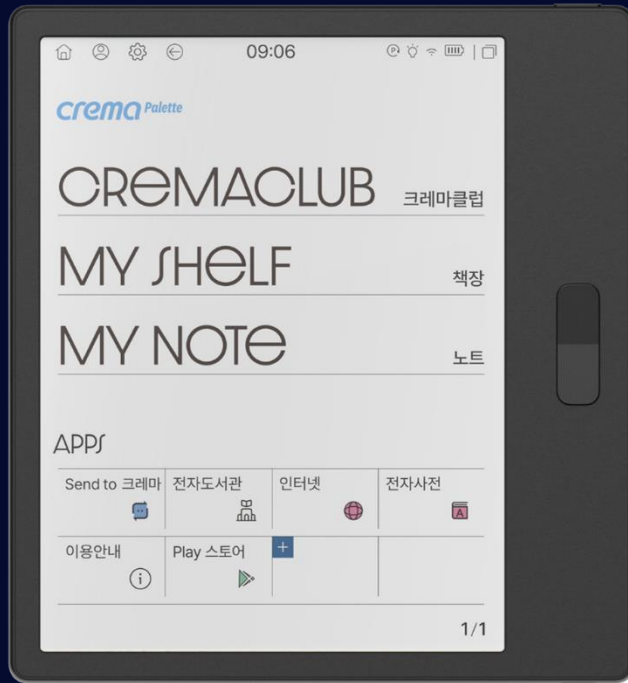 09:06
crema Palette
CREMACLUB 크레마클럽
MY SHELF 책장
MY NOTE 노트
APPS
Send to 크레마 전자도서관 인터넷 전자사전
A
이용안내 Play 스토어 +
1/1